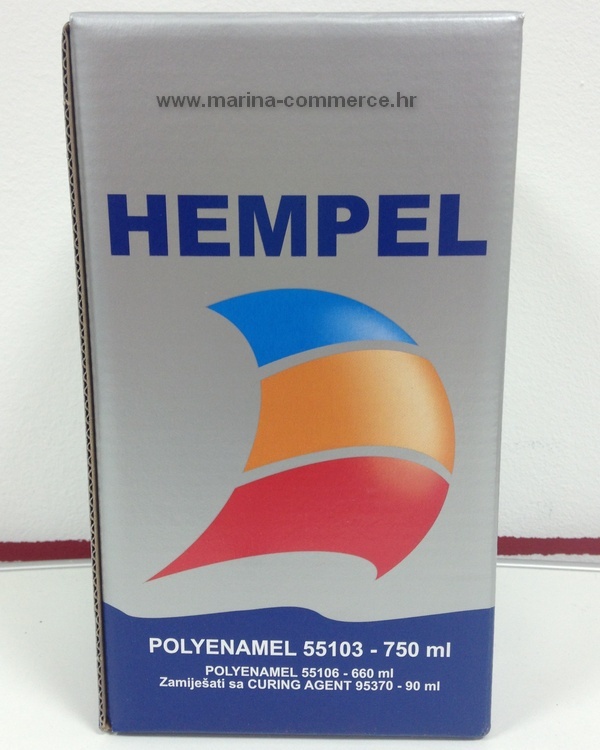 www.marina-commerce.hr
HEMPEL
POLYENAMEL 55103 - 750 ml
POLYENAMEL 55106 - 660 ml
Zamiješati sa CURING AGENT 95370 - 90 ml